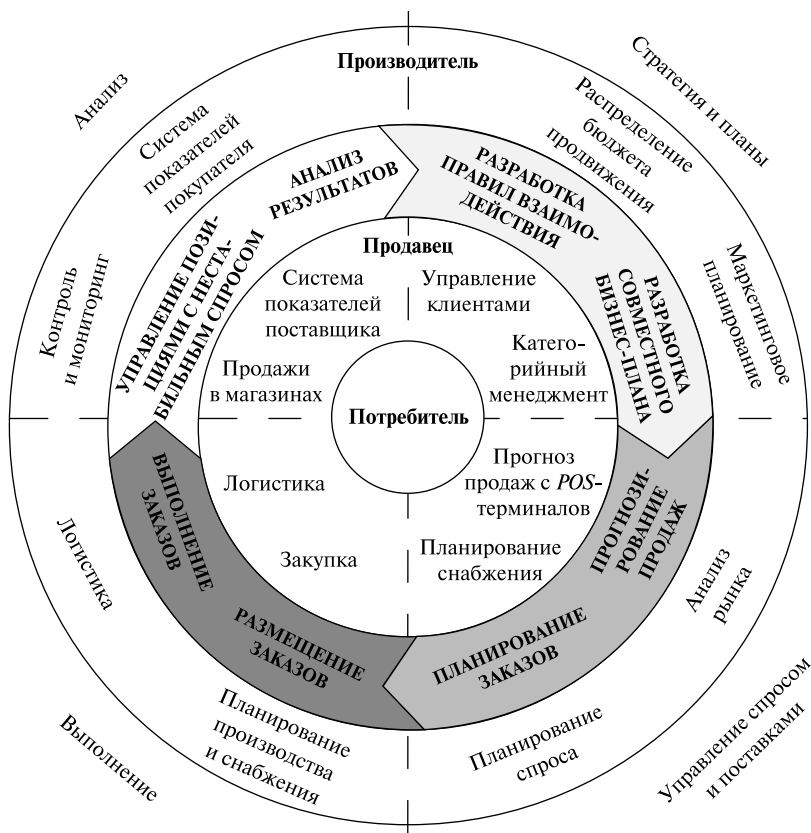 Производитель
Анализ
Система
показателей
покупателя
Контроль
и мониторинг
Стратегия и планы
Распределение
бюджета
продвижения
Маркетинговое
планирование
АНАЛИЗ
РЕЗУЛЬТАТОВ
УПРАВЛЕНИЕ ПОЗИ-
ЦИЯМИ С НЕСТА-
БИЛЬНЫМ СПРОСОМ
РАЗРАБОТКА
ПРАВИЛ ВЗАИМО-
ДЕЙСТВИЯ
РАЗРАБОТКА
СОВМЕСТНОГО
БИЗНЕС-ПЛАНА
Продавец
Система
показателей
поставщика
Управление
клиентами
Продажи
в магазинах
Катего-
рийный
менеджмент
Потребитель
Логистика
Закупка
Прогноз
продаж с POS-
терминалов
Планирование
снабжения
ВЫПОЛНЕНИЕ
ЗАКАЗОВ
РАЗМЕЩЕНИЕ
ЗАКАЗОВ
ПРОГНОЗИ-
РОВАНИЕ
ПРОДАЖ
ПЛАНИРОВАНИЕ
ЗАКАЗОВ
Логистика
Планирование
производства
и снабжения
Выполнение
Анализ
рынка
Планирование
спроса
Управление спросом
и поставками